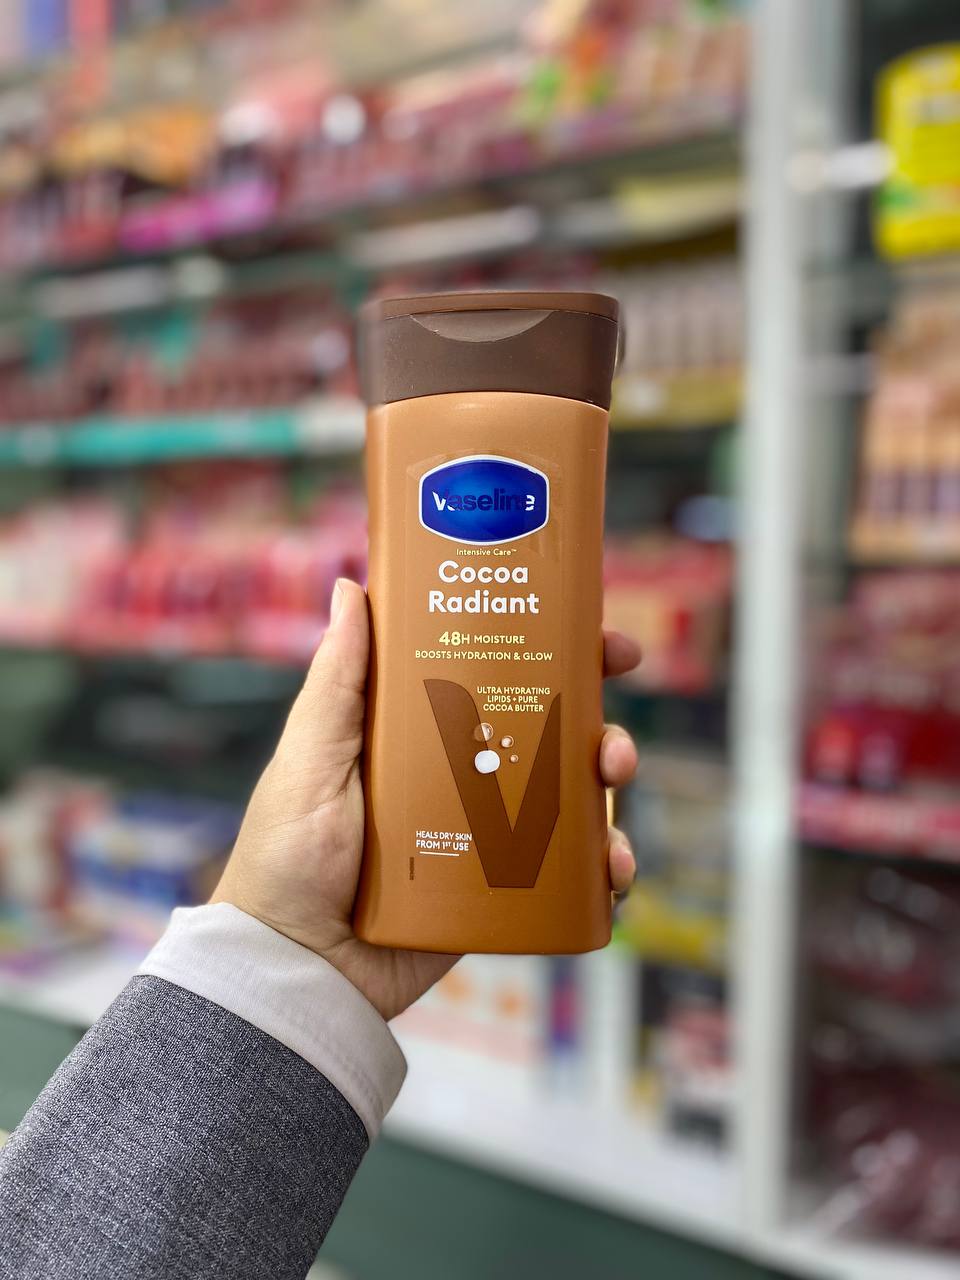 Vaseline
Intensive Care™
Cocoa
Radiant
48H MOISTURE
BOOSTS HYDRATION & GLOW
ULTRA HYDRATING
LIPIDS + PURE
COCOA BUTTER
HEALS DRY SKIN
FROM 1ST USE